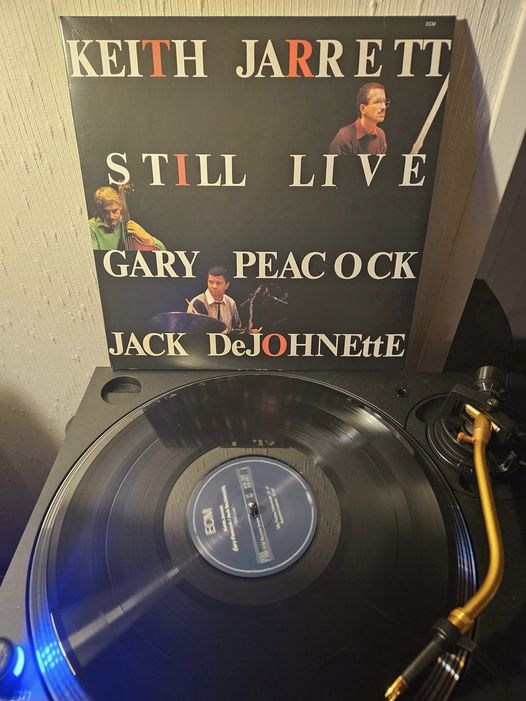 ECM
KEITH JARRETT
STILL LIVE
GARY PEACOCK
JACK DeJOHNEttE
ECM